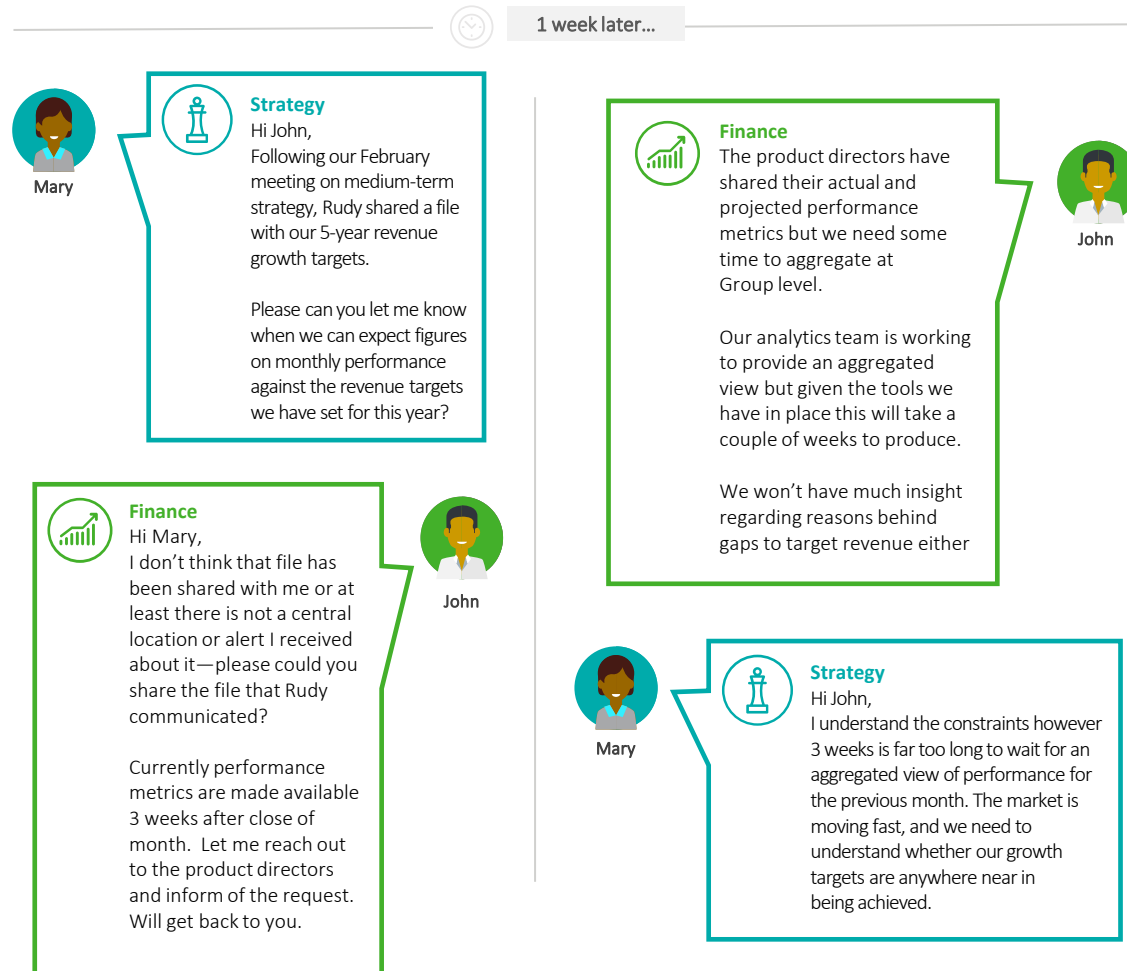 1 week later...
Strategy
Hi John,
Following our February
meeting on medium-term
strategy, Rudy shared a file
with our 5-year revenue
growth targets.
Please can you let me know
when we can expect figures
on monthly performance
against the revenue targets
we have set for this year?
Mary
Finance
Hi Mary,
I don’t think that file has
been shared with me or at
least there is not a central
location or alert I received
about it—please could you
share the file that Rudy
communicated?
Currently performance
metrics are made available
3 weeks after close of
month.  Let me reach out
to the product directors
and inform of the request.
Will get back to you.
John
Finance
The product directors have
shared their actual and
projected performance
metrics but we need some
time to aggregate at
Group level.
Our analytics team is working
to provide an aggregated
view but given the tools we
have in place this will take a
couple of weeks to produce.
We won’t have much insight
regarding reasons behind
gaps to target revenue either
John
Strategy
Hi John,
I understand the constraints however
3 weeks is far too long to wait for an
aggregated view of performance for
the previous month. The market is
moving fast, and we need to
understand whether our growth
targets are anywhere near in
being achieved.
Mary